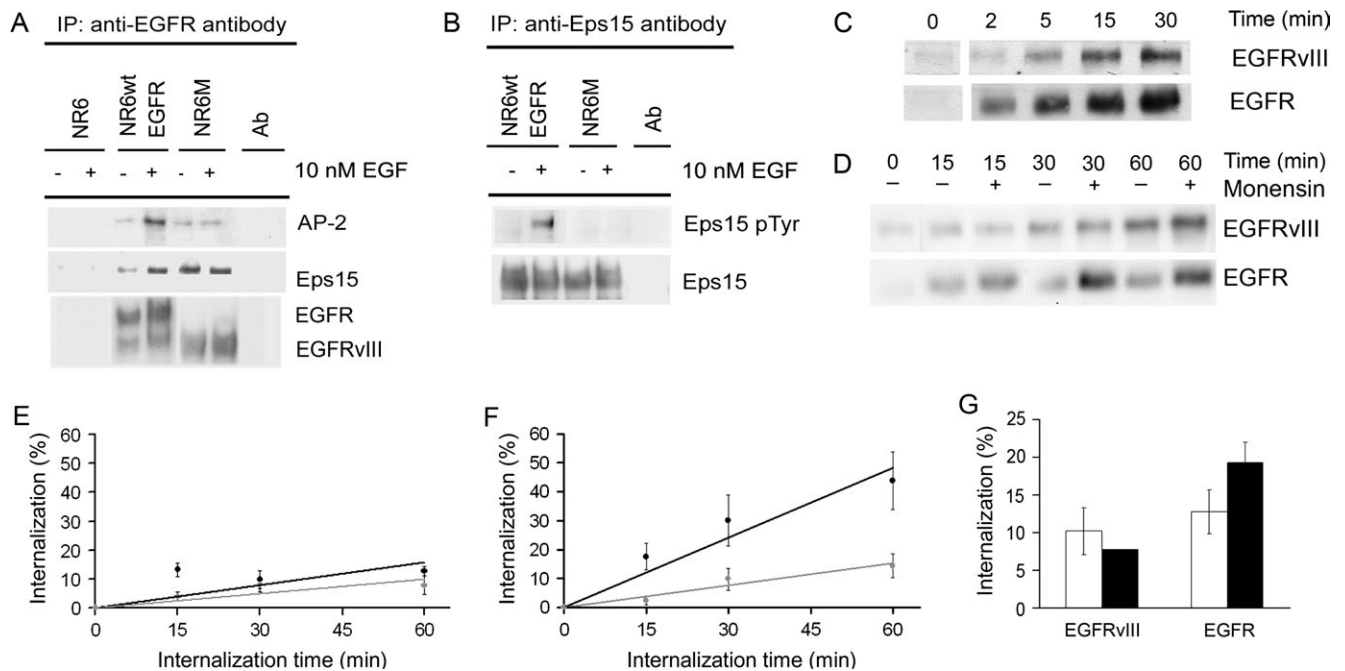 A
IP: anti-EGFR antibody
NR6
NR6wt
EGFR
NR6M
Ab
- + - + - +
10 nM EGF
AP-2
Eps15
EGFR
EGFRvIII
B
IP: anti-Eps15 antibody
NR6wt
EGFR
NR6M
Ab
- + - +
10 nM EGF
Eps15 pTyr
Eps15
C
0 2 5 15 30 Time (min)
EGFRvIII
EGFR
D
0 15 15 30 30 60 60 Time (min)
− − + − + − + Monensin
EGFRvIII
EGFR
E
Internalization (%)
60
50
40
30
20
10
0
0 15 30 45 60
Internalization time (min)
F
Internalization (%)
60
50
40
30
20
10
0
0 15 30 45 60
Internalization time (min)
G
Internalization (%)
25
20
15
10
5
0
EGFRvIII EGFR